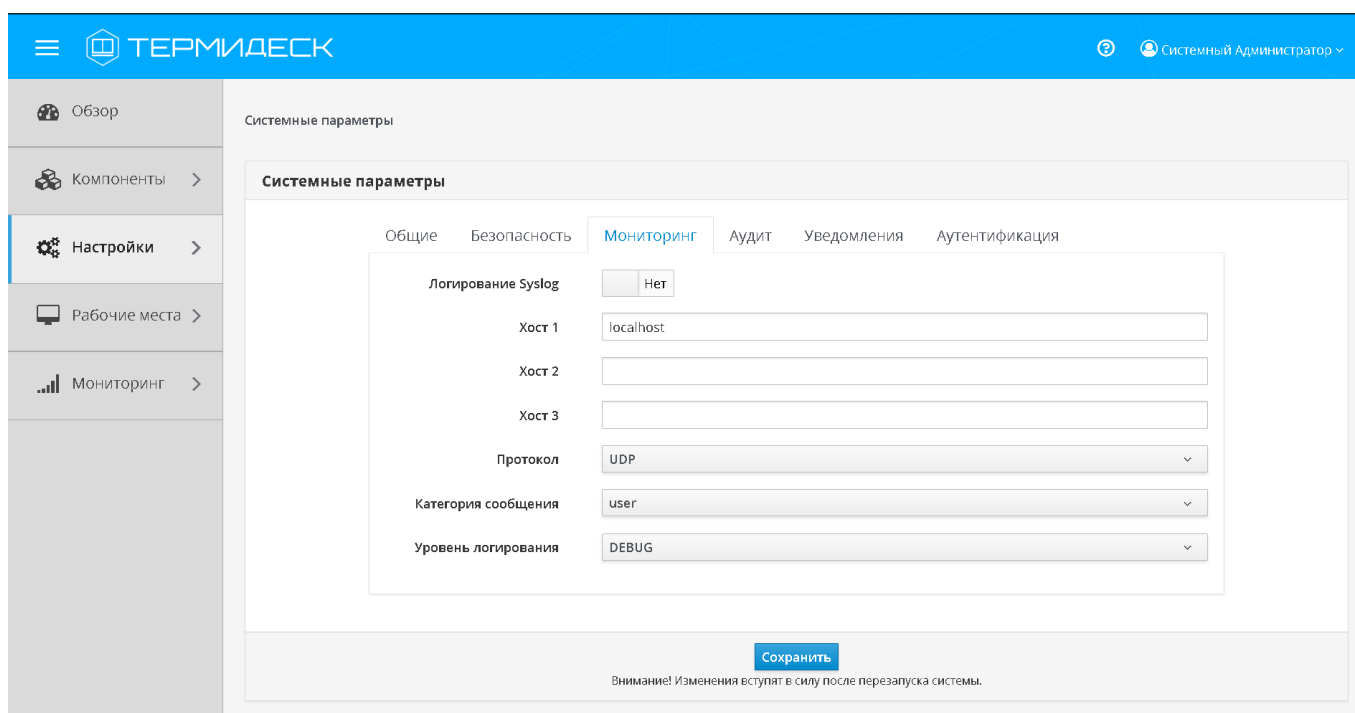 ТЕРМИДЕСК
Системный Администратор
Обзор
Компоненты
Настройки
Рабочие места
Мониторинг
Системные параметры
Системные параметры
Общие Безопасность Мониторинг Аудит Уведомления Аутентификация
Логирование Syslog Нет
Хост 1 localhost
Хост 2
Хост 3
Протокол UDP
Категория сообщения user
Уровень логирования DEBUG
Сохранить
Внимание! Изменения вступят в силу после перезапуска системы.